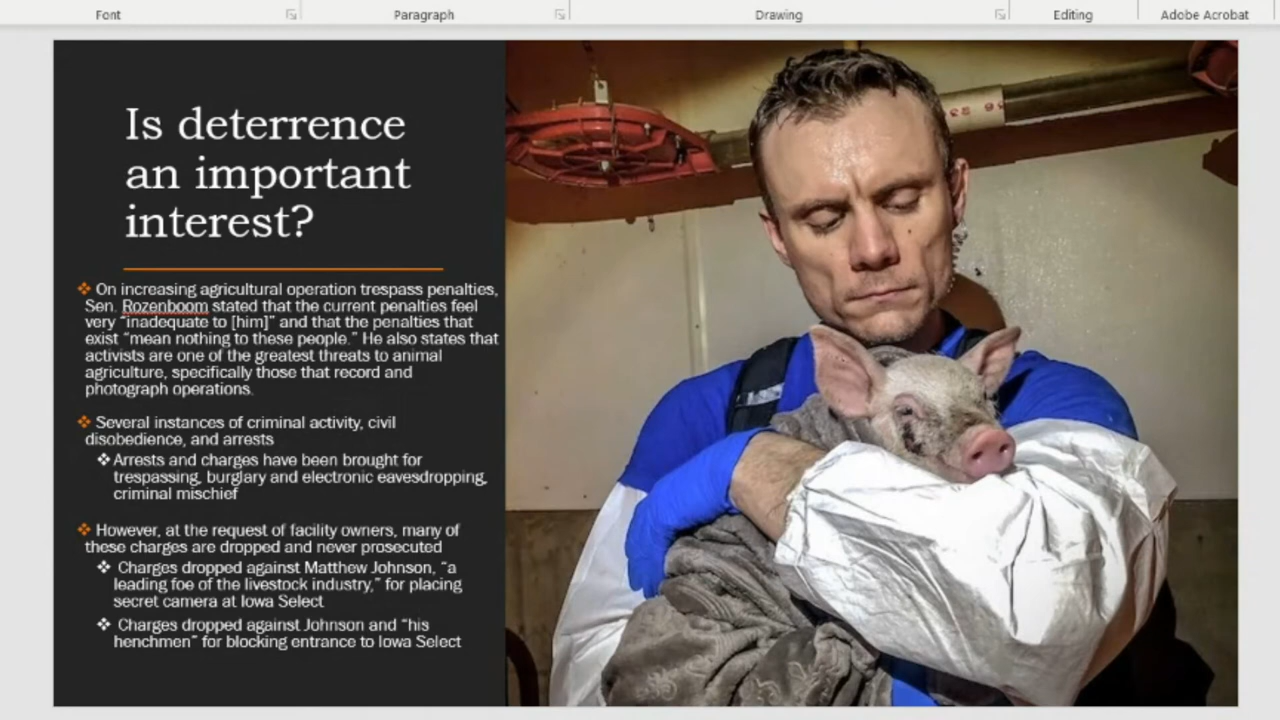 Font Paragraph Drawing Editing Adobe Acrobat
Is deterrence
an important
interest?
On increasing agricultural operation trespass penalties,
Sen. Rozenboom stated that the current penalties feel
very “inadequate to [him]” and that the penalties that
exist “mean nothing to these people.” He also states that
activists are one of the greatest threats to animal
agriculture, specifically those that record and
photograph operations.
Several instances of criminal activity, civil
disobedience, and arrests
Arrests and charges have been brought for
trespassing, burglary and electronic eavesdropping,
criminal mischief
However, at the request of facility owners, many of
these charges are dropped and never prosecuted
Charges dropped against Matthew Johnson, “a
leading foe of the livestock industry,” for placing
secret camera at Iowa Select
Charges dropped against Johnson and “his
henchmen” for blocking entrance to Iowa Select